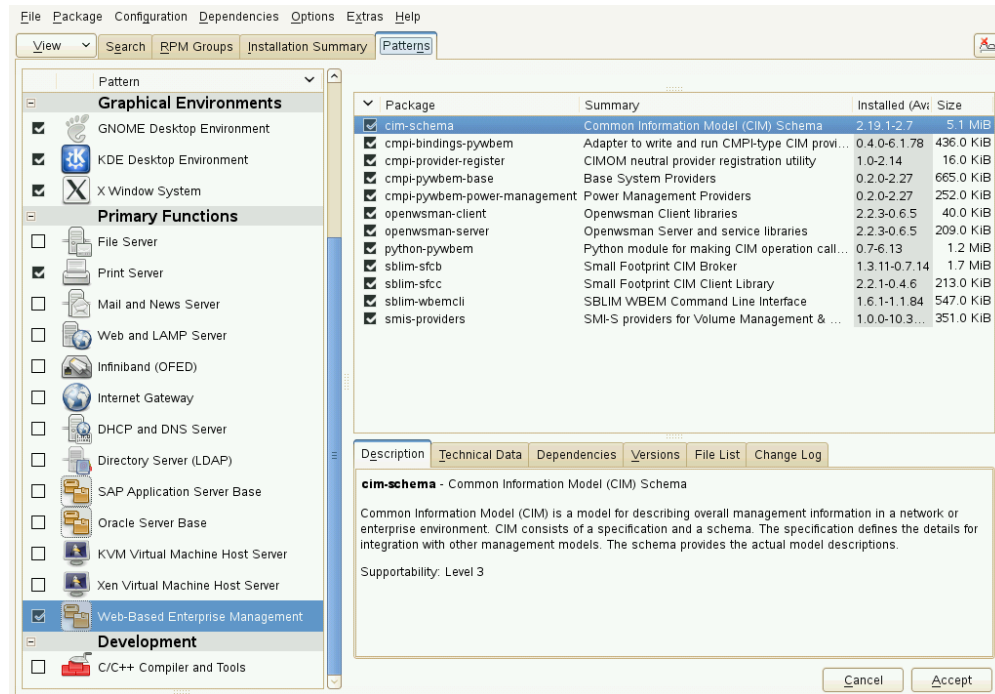 File Package Configuration Dependencies Options Extras Help
View Search RPM Groups Installation Summary Patterns
Pattern
Graphical Environments
GNOME Desktop Environment
KDE Desktop Environment
X Window System
Primary Functions
File Server
Print Server
Mail and News Server
Web and LAMP Server
Infiniband (OFED)
Internet Gateway
DHCP and DNS Server
Directory Server (LDAP)
SAP Application Server Base
Oracle Server Base
KVM Virtual Machine Host Server
Xen Virtual Machine Host Server
Web-Based Enterprise Management
Development
C/C++ Compiler and Tools
Package Summary Installed (Ava Size
cim-schema Common Information Model (CIM) Schema 2.19.1-2.7 5.1 MiB
cmpi-bindings-pywbem Adapter to write and run CMPI-type CIM provi... 0.4.0-6.1.78 436.0 KiB
cmpi-provider-register CIMOM neutral provider registration utility 1.0-2.14 16.0 KiB
cmpi-pywbem-base Base System Providers 0.2.0-2.27 665.0 KiB
cmpi-pywbem-power-management Power Management Providers 0.2.0-2.27 252.0 KiB
openwsman-client Openwsman Client libraries 2.2.3-0.6.5 40.0 KiB
openwsman-server Openwsman Server and service libraries 2.2.3-0.6.5 209.0 KiB
python-pywbem Python module for making CIM operation call... 0.7-6.13 1.2 MiB
sblim-sfcb Small Footprint CIM Broker 1.3.11-0.7.14 1.7 MiB
sblim-sfcc Small Footprint CIM Client Library 2.2.1-0.4.6 213.0 KiB
sblim-wbemcli SBLIM WBEM Command Line Interface 1.6.1-1.1.84 547.0 KiB
smis-providers SMI-S providers for Volume Management & ... 1.0.0-10.3... 351.0 KiB
Description Technical Data Dependencies Versions File List Change Log
cim-schema - Common Information Model (CIM) Schema
Common Information Model (CIM) is a model for describing overall management information in a network or
enterprise environment. CIM consists of a specification and a schema. The specification defines the details for
integration with other management models. The schema provides the actual model descriptions.
Supportability: Level 3
Cancel Accept